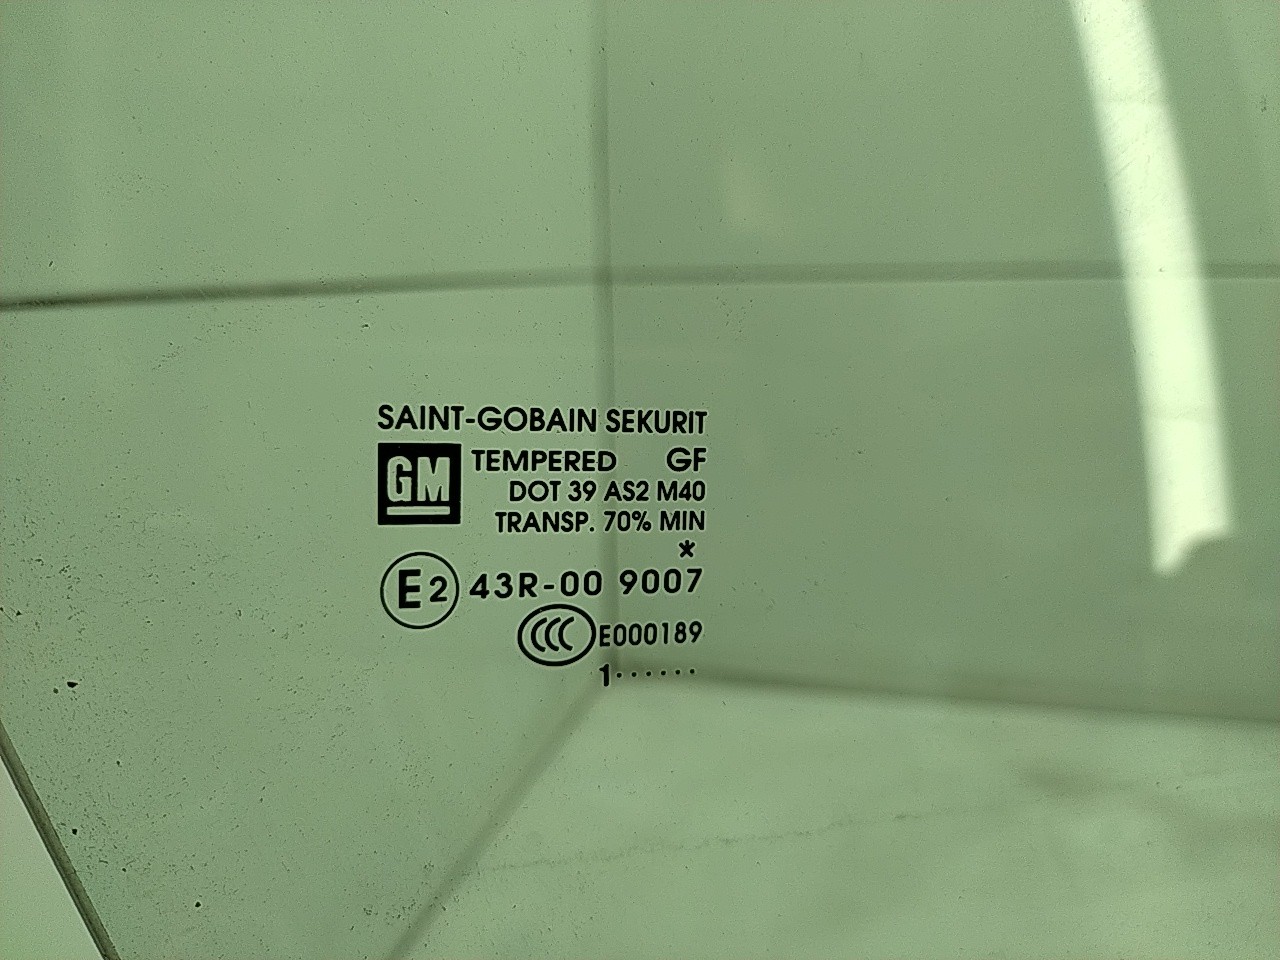 SAINT-GOBAIN SEKURIT
GM TEMPERED GF
DOT 39 AS2 M40
TRANSP. 70% MIN
*
E2 43R-00 9007
CCC E000189
1······